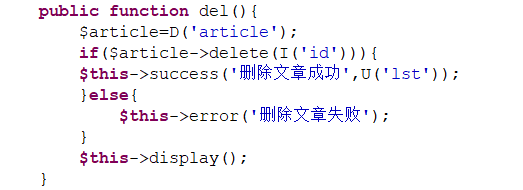 public function del(){
$article=D('article');
if($article->delete(I('id'))){
$this->success('删除文章成功',U('lst'));
}else{
$this->error('删除文章失败');
}
$this->display();
}